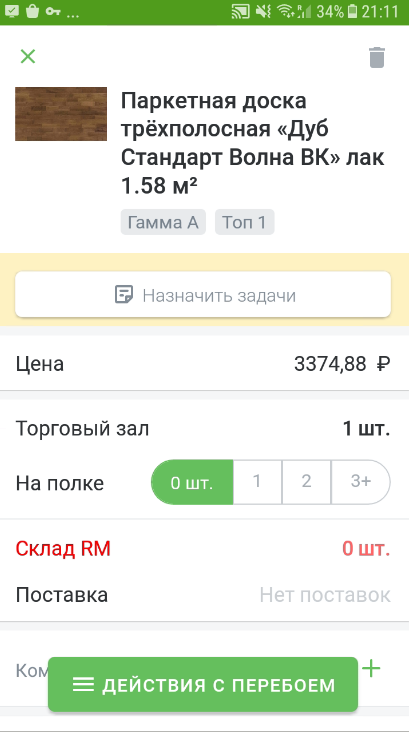 ... 34% 21:11
Паркетная доска
трёхполосная «Дуб
Стандарт Волна ВК» лак
1.58 м²
Гамма А Топ 1
Назначить задачи
Цена 3374,88 ₽
Торговый зал 1 шт.
На полке 0 шт. 1 2 3+
Склад RM 0 шт.
Поставка Нет поставок
Ком +
ДЕЙСТВИЯ С ПЕРЕБОЕМ